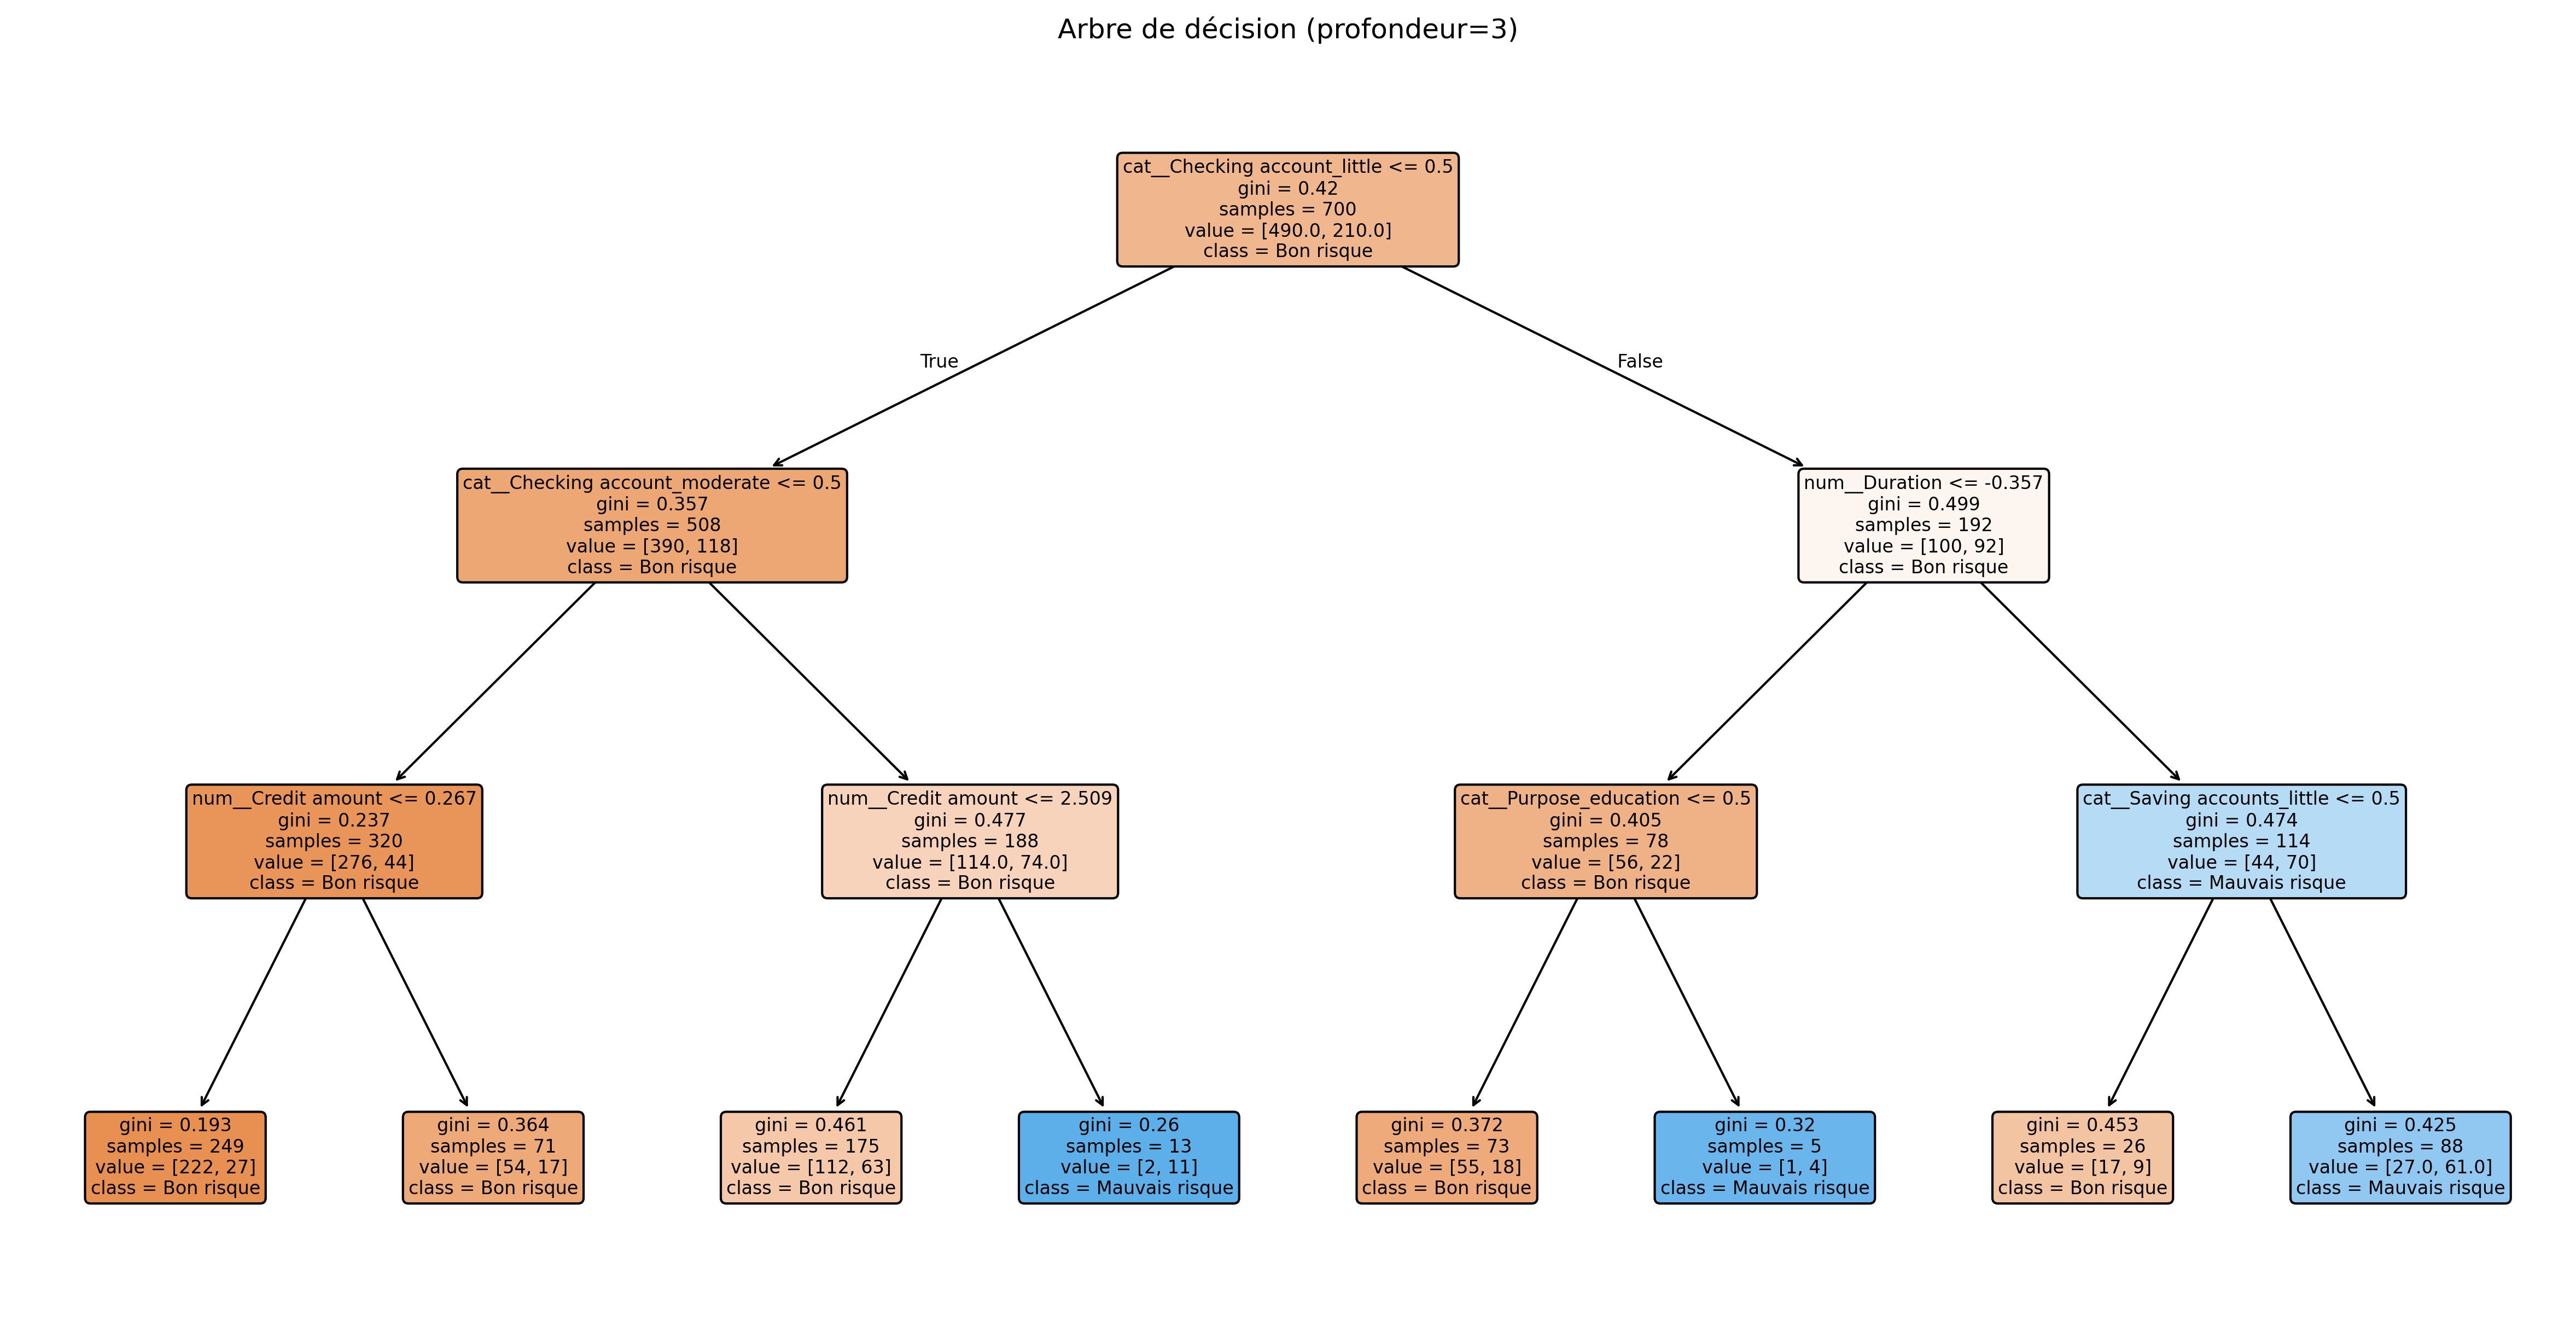 Arbre de décision (profondeur=3)
cat__Checking account_little <= 0.5
gini = 0.42
samples = 700
value = [490.0, 210.0]
class = Bon risque
True
False
cat__Checking account_moderate <= 0.5
gini = 0.357
samples = 508
value = [390, 118]
class = Bon risque
num__Duration <= -0.357
gini = 0.499
samples = 192
value = [100, 92]
class = Bon risque
num__Credit amount <= 0.267
gini = 0.237
samples = 320
value = [276, 44]
class = Bon risque
num__Credit amount <= 2.509
gini = 0.477
samples = 188
value = [114.0, 74.0]
class = Bon risque
cat__Purpose_education <= 0.5
gini = 0.405
samples = 78
value = [56, 22]
class = Bon risque
cat__Saving accounts_little <= 0.5
gini = 0.474
samples = 114
value = [44, 70]
class = Mauvais risque
gini = 0.193
samples = 249
value = [222, 27]
class = Bon risque
gini = 0.364
samples = 71
value = [54, 17]
class = Bon risque
gini = 0.461
samples = 175
value = [112, 63]
class = Bon risque
gini = 0.26
samples = 13
value = [2, 11]
class = Mauvais risque
gini = 0.372
samples = 73
value = [55, 18]
class = Bon risque
gini = 0.32
samples = 5
value = [1, 4]
class = Mauvais risque
gini = 0.453
samples = 26
value = [17, 9]
class = Bon risque
gini = 0.425
samples = 88
value = [27.0, 61.0]
class = Mauvais risque